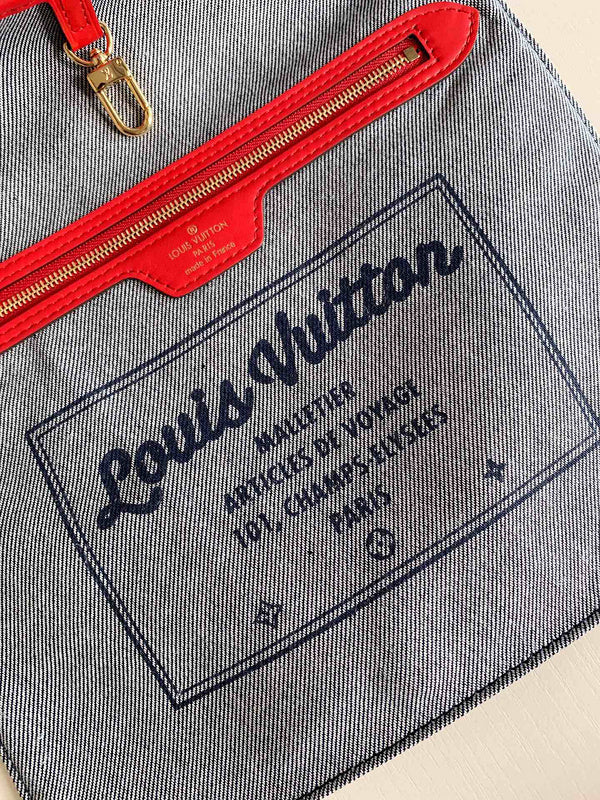 LOUIS VUITTON
PARIS
made in France
Louis Vuitton
MALLETIER
ARTICLES DE VOYAGE
101, CHAMPS-ELYSEES
PARIS